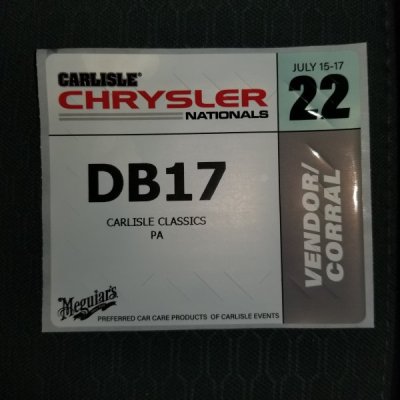 CARLISLE®
CHRYSLER
NATIONALS
JULY 15-17
22
DB17
CARLISLE CLASSICS
PA
VENDOR/
CORRAL
Meguiar's
PREFERRED CAR CARE PRODUCTS OF CARLISLE EVENTS